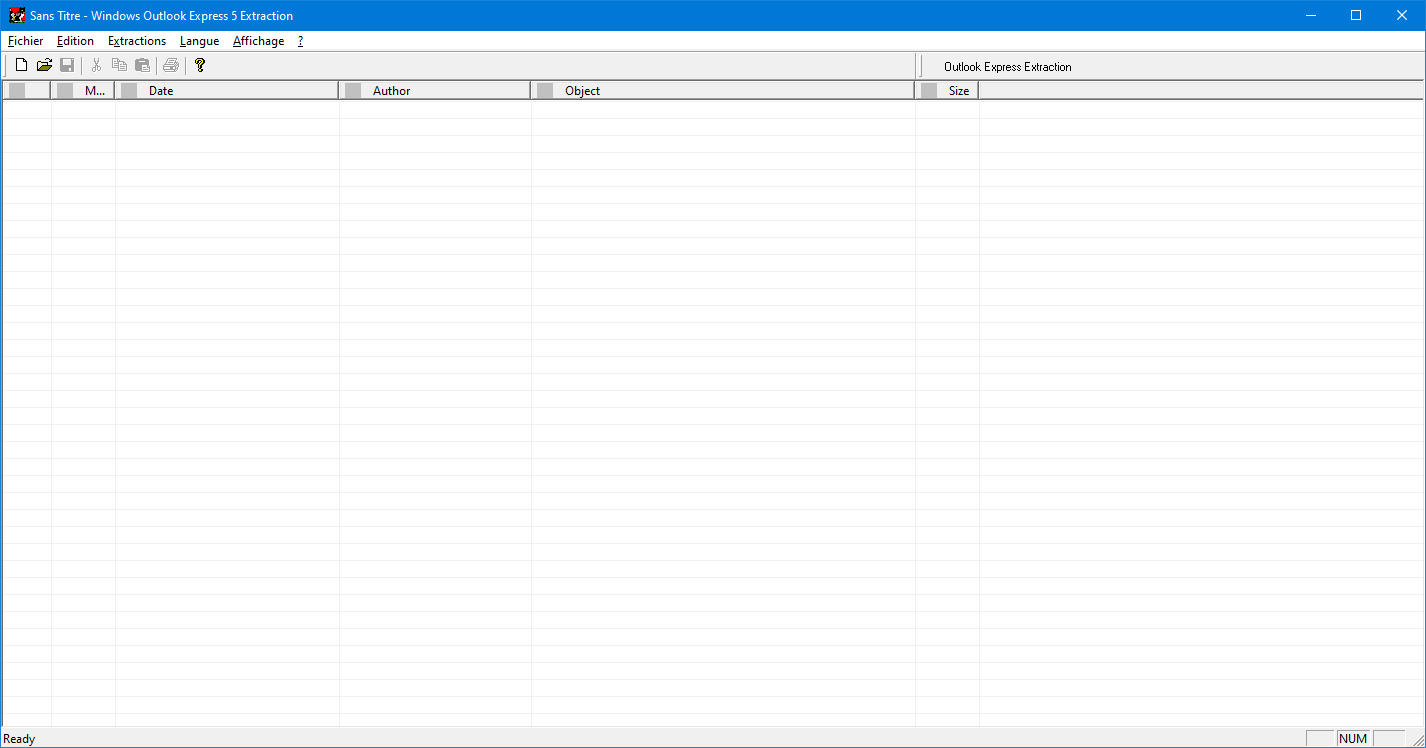 Sans Titre - Windows Outlook Express 5 Extraction
Fichier Edition Extractions Langue Affichage ?
Outlook Express Extraction
M... Date Author Object Size
Ready NUM